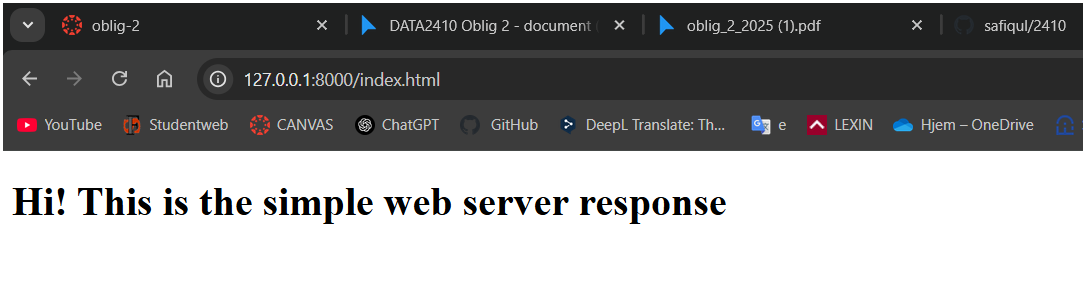 oblig-2 DATA2410 Oblig 2 - document oblig_2_2025 (1).pdf safiqul/2410
127.0.0.1:8000/index.html
YouTube Studentweb CANVAS ChatGPT GitHub DeepL Translate: Th... e LEXIN Hjem – OneDrive
Hi! This is the simple web server response